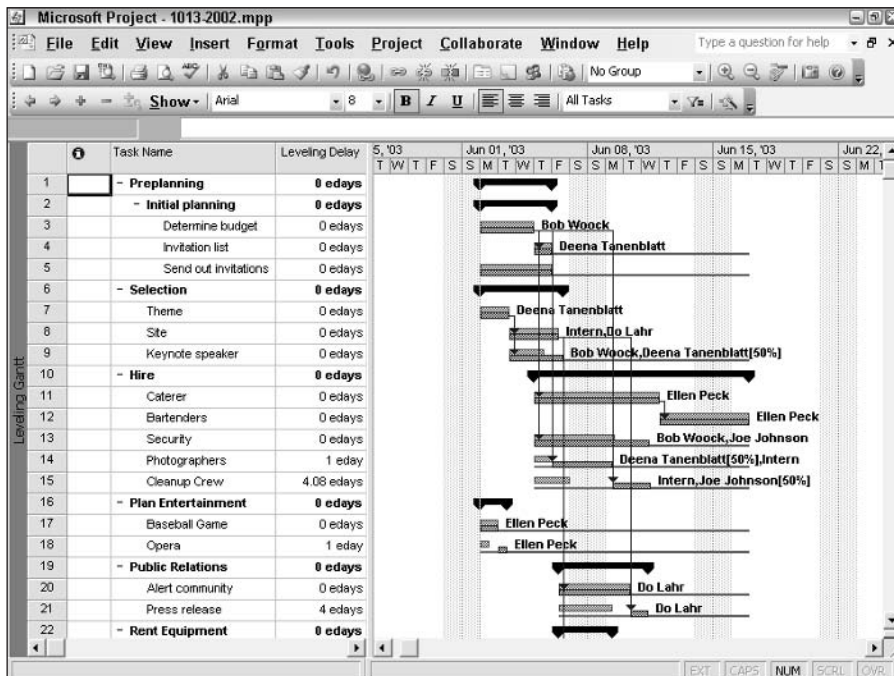 Microsoft Project - 1013-2002.mpp
File Edit View Insert Format Tools Project Collaborate Window Help Type a question for help
No Group
Show Arial 8 B I U All Tasks
Task Name Leveling Delay 5, '03 Jun 01, '03 Jun 08, '03 Jun 15, '03 Jun 22,
T W T F S S M T W T F S S M T W T F S S M T W T F S S M T
1 - Preplanning 0 edays
2 - Initial planning 0 edays
3 Determine budget 0 edays Bob Woock
4 Invitation list 0 edays Deena Tanenblatt
5 Send out invitations 0 edays
6 - Selection 0 edays
7 Theme 0 edays Deena Tanenblatt
8 Site 0 edays Intern,Do Lahr
9 Keynote speaker 0 edays Bob Woock,Deena Tanenblatt[50%]
10 - Hire 0 edays
11 Caterer 0 edays Ellen Peck
12 Bartenders 0 edays Ellen Peck
13 Security 0 edays Bob Woock,Joe Johnson
14 Photographers 1 eday Deena Tanenblatt[50%],Intern
15 Cleanup Crew 4.08 edays Intern,Joe Johnson[50%]
16 - Plan Entertainment 0 edays
17 Baseball Game 0 edays Ellen Peck
18 Opera 1 eday Ellen Peck
19 - Public Relations 0 edays
20 Alert community 0 edays Do Lahr
21 Press release 4 edays Do Lahr
22 - Rent Equipment 0 edays
Leveling Gantt
EXT CAPS NUM SCRL OVR